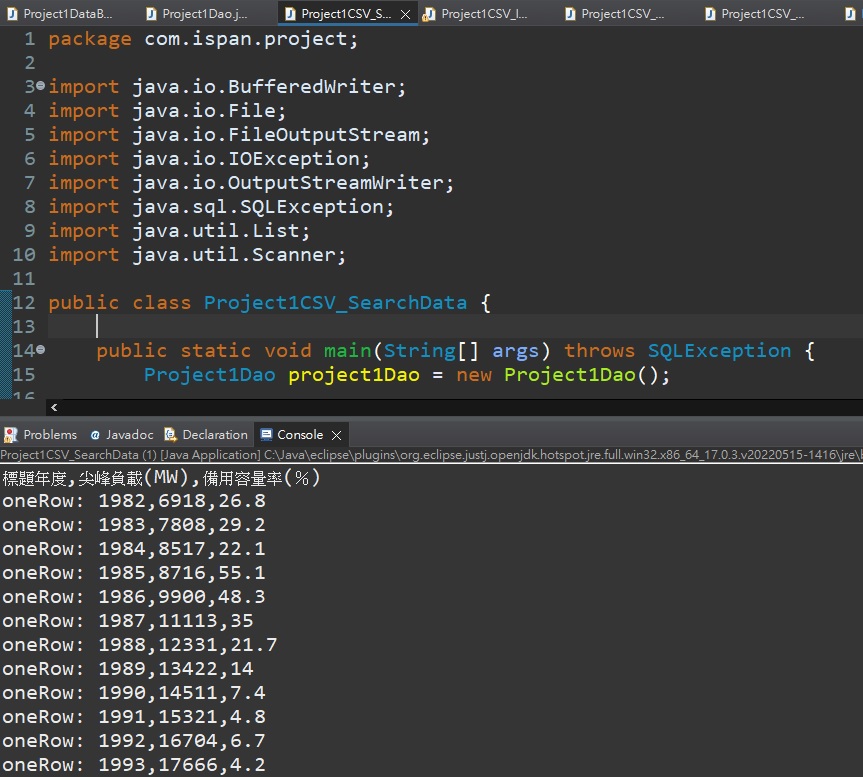 Project1DataB... Project1Dao.j... Project1CSV_S... Project1CSV_I... Project1CSV_... Project1CSV_...
1 package com.ispan.project;
2
3 import java.io.BufferedWriter;
4 import java.io.File;
5 import java.io.FileOutputStream;
6 import java.io.IOException;
7 import java.io.OutputStreamWriter;
8 import java.sql.SQLException;
9 import java.util.List;
10 import java.util.Scanner;
11
12 public class Project1CSV_SearchData {
13
14 public static void main(String[] args) throws SQLException {
15 Project1Dao project1Dao = new Project1Dao();
16
Problems Javadoc Declaration Console
Project1CSV_SearchData (1) [Java Application] C:\Java\eclipse\plugins\org.eclipse.justj.openjdk.hotspot.jre.full.win32.x86_64_17.0.3.v20220515-1416\jre\b
標題年度,尖峰負載(MW),備用容量率(%)
oneRow: 1982,6918,26.8
oneRow: 1983,7808,29.2
oneRow: 1984,8517,22.1
oneRow: 1985,8716,55.1
oneRow: 1986,9900,48.3
oneRow: 1987,11113,35
oneRow: 1988,12331,21.7
oneRow: 1989,13422,14
oneRow: 1990,14511,7.4
oneRow: 1991,15321,4.8
oneRow: 1992,16704,6.7
oneRow: 1993,17666,4.2